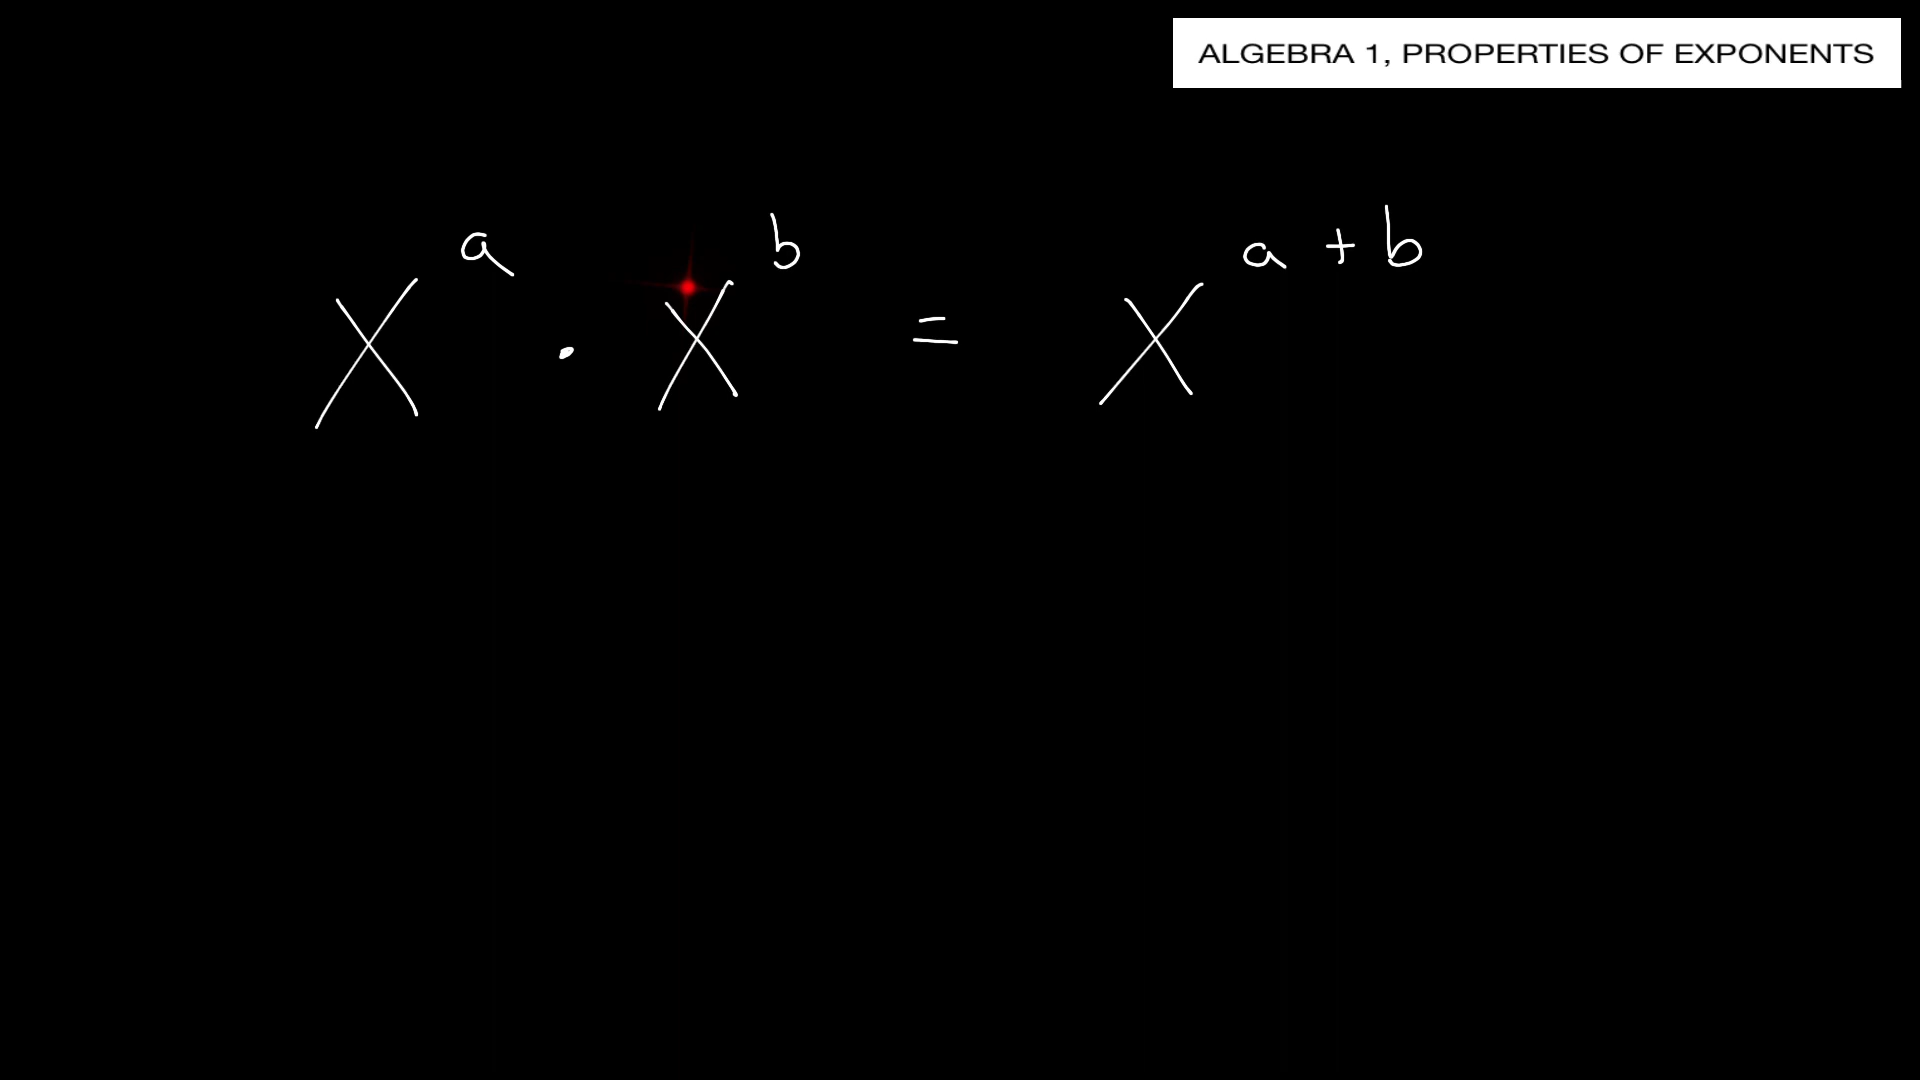 ALGEBRA 1, PROPERTIES OF EXPONENTS
x^a · x^b = x^(a + b)